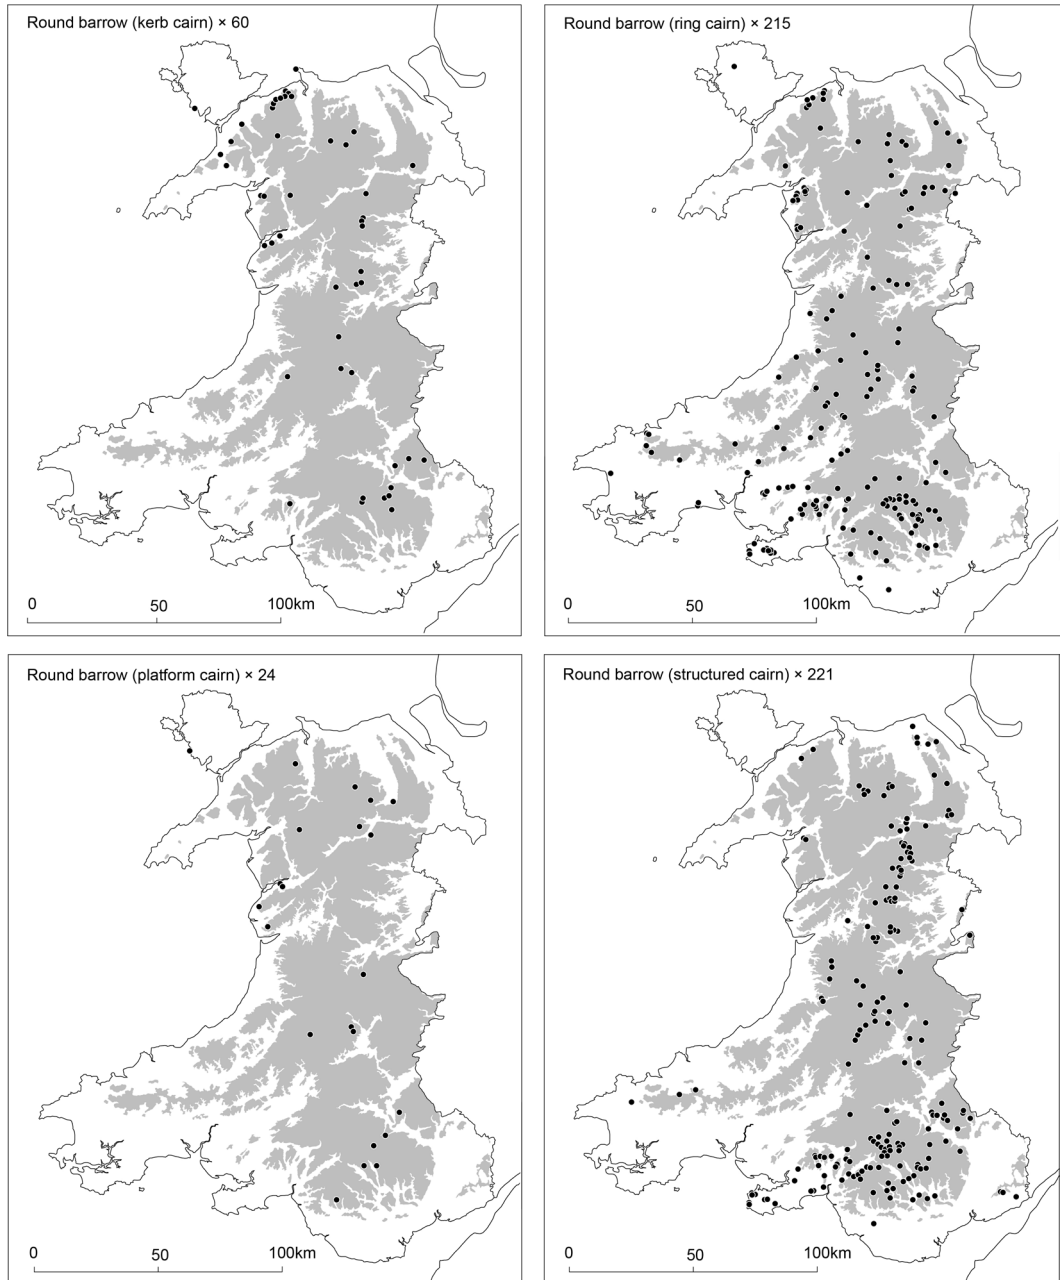 Round barrow (kerb cairn) × 60
Round barrow (ring cairn) × 215
0 50 100km
0 50 100km
Round barrow (platform cairn) × 24
Round barrow (structured cairn) × 221
0 50 100km
0 50 100km